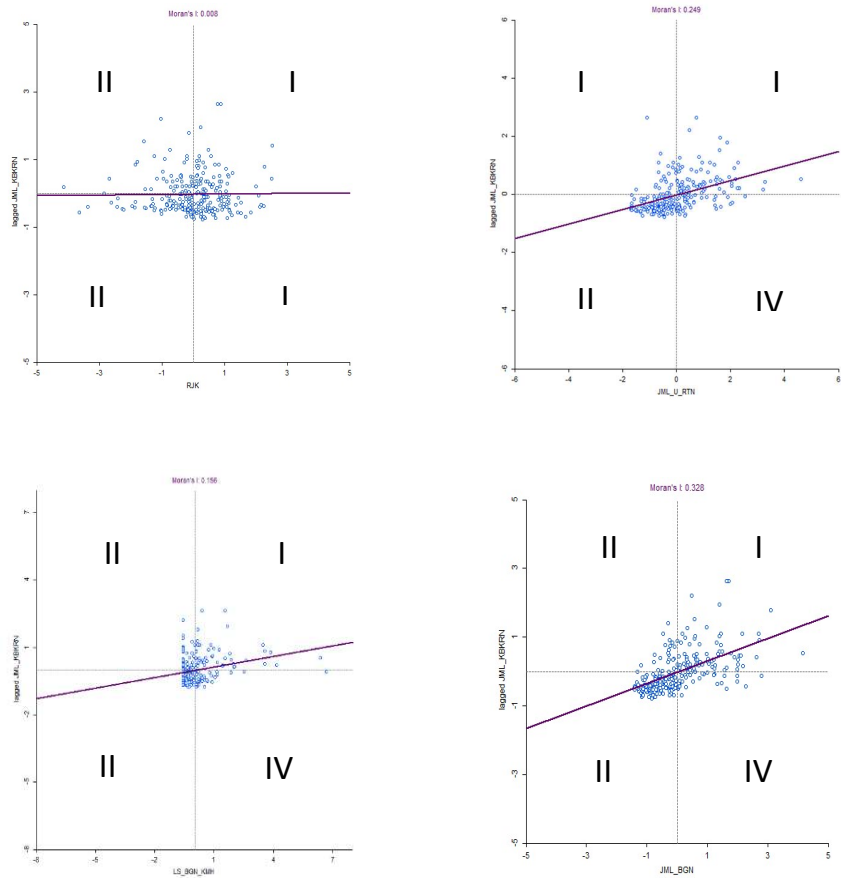 Moran's I: 0.008
5
3
1
-1
-3
-5
lagged JML_KBKRN
II
I
II
I
-5
-3
-1
1
3
5
RJK
Moran's I: 0.249
6
4
2
0
-2
-4
-6
lagged JML_KBKRN
I
I
II
IV
-6
-4
-2
0
2
4
6
JML_U_RTN
Moran's I: 0.156
7
4
1
-2
-5
-8
lagged JML_KBKRN
II
I
II
IV
-8
-5
-2
1
4
7
LS_BGN_KMH
Moran's I: 0.328
5
3
1
-1
-3
-5
lagged JML_KBKRN
II
I
II
IV
-5
-3
-1
1
3
5
JML_BGN